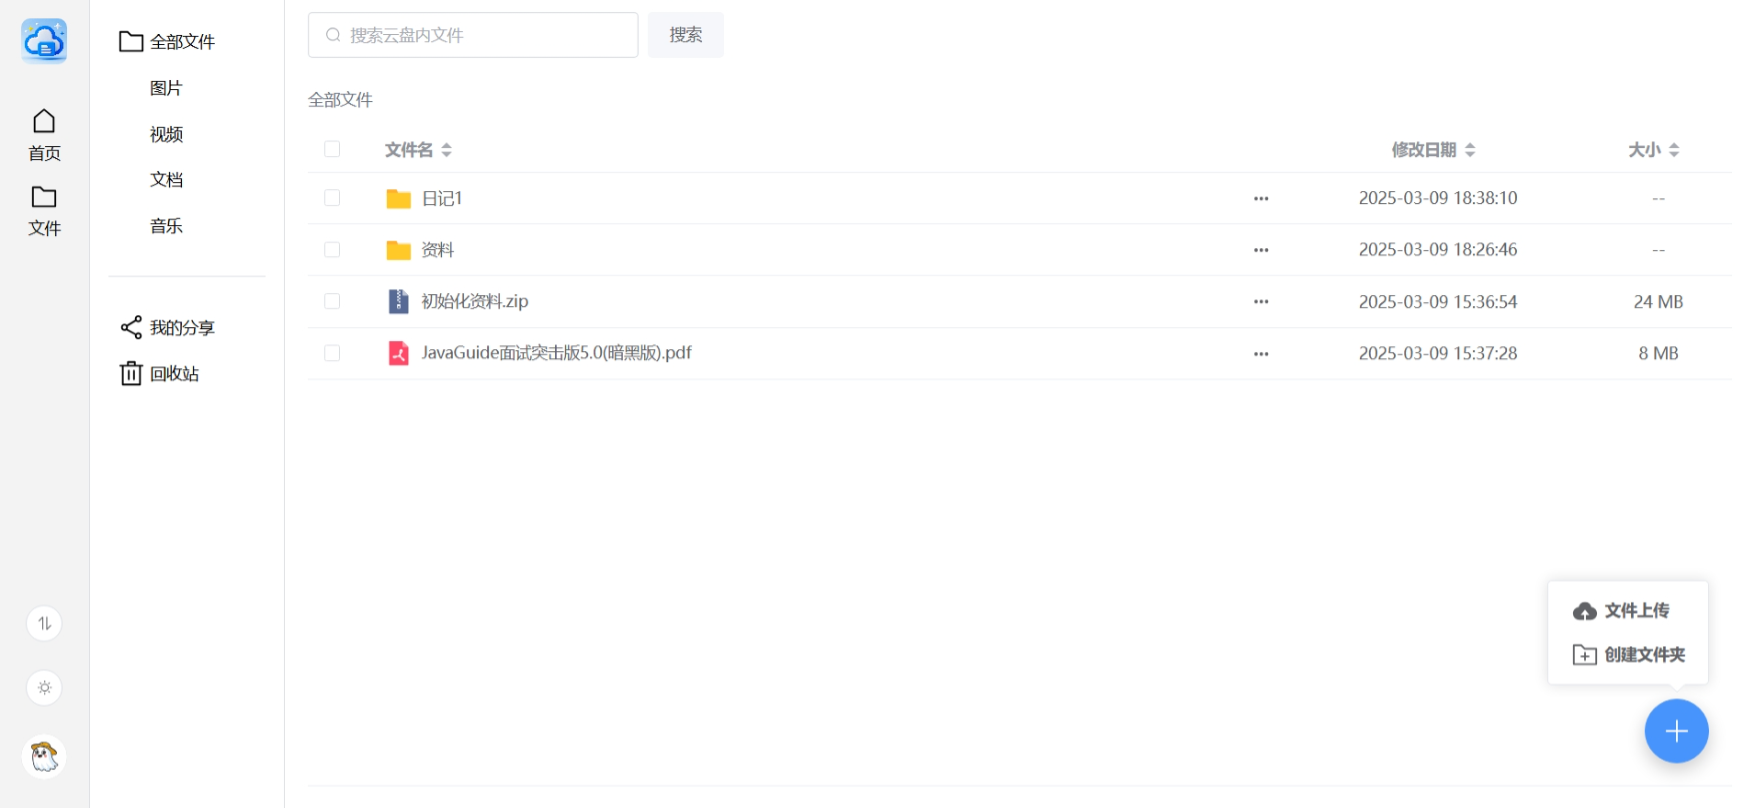 首页
文件
全部文件
图片
视频
文档
音乐
我的分享
回收站
搜索云盘内文件 搜索
全部文件
文件名 修改日期 大小
日记1 ••• 2025-03-09 18:38:10 --
资料 ••• 2025-03-09 18:26:46 --
初始化资料.zip ••• 2025-03-09 15:36:54 24 MB
JavaGuide面试突击版5.0(暗黑版).pdf ••• 2025-03-09 15:37:28 8 MB
文件上传
创建文件夹